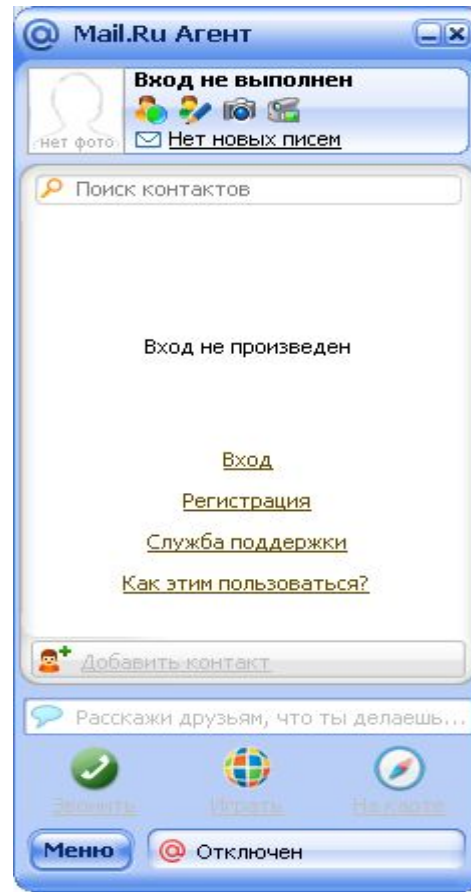 Mail.Ru Агент
Вход не выполнен
нет фото
Нет новых писем
Поиск контактов
Вход не произведен
Вход
Регистрация
Служба поддержки
Как этим пользоваться?
Добавить контакт
Расскажи друзьям, что ты делаешь...
Звонить Играть На карте
Меню Отключен